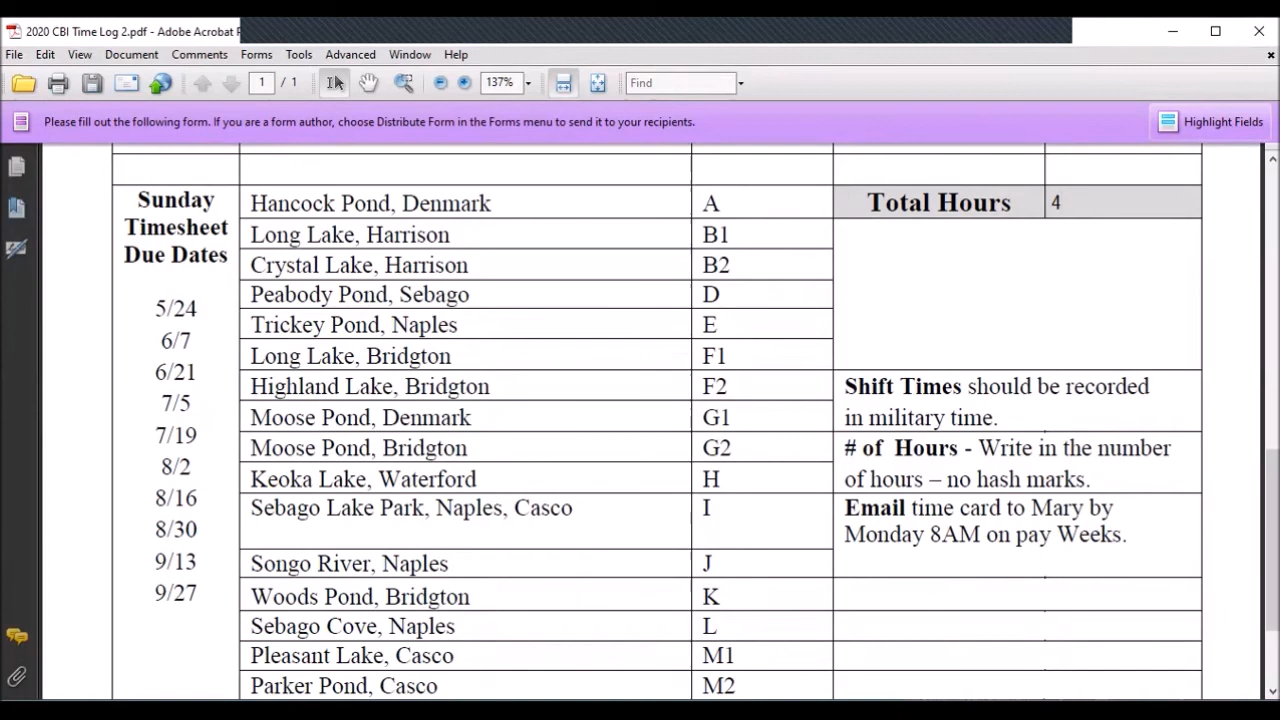 2020 CBI Time Log 2.pdf - Adobe Acrobat
File Edit View Document Comments Forms Tools Advanced Window Help
1 / 1 137% Find
Please fill out the following form. If you are a form author, choose Distribute Form in the Forms menu to send it to your recipients.
Highlight Fields
Sunday
Timesheet
Due Dates
5/24
6/7
6/21
7/5
7/19
8/2
8/16
8/30
9/13
9/27
Hancock Pond, Denmark A
Long Lake, Harrison B1
Crystal Lake, Harrison B2
Peabody Pond, Sebago D
Trickey Pond, Naples E
Long Lake, Bridgton F1
Highland Lake, Bridgton F2
Moose Pond, Denmark G1
Moose Pond, Bridgton G2
Keoka Lake, Waterford H
Sebago Lake Park, Naples, Casco I
Songo River, Naples J
Woods Pond, Bridgton K
Sebago Cove, Naples L
Pleasant Lake, Casco M1
Parker Pond, Casco M2
Total Hours 4
Shift Times should be recorded
in military time.
# of Hours - Write in the number
of hours – no hash marks.
Email time card to Mary by
Monday 8AM on pay Weeks.